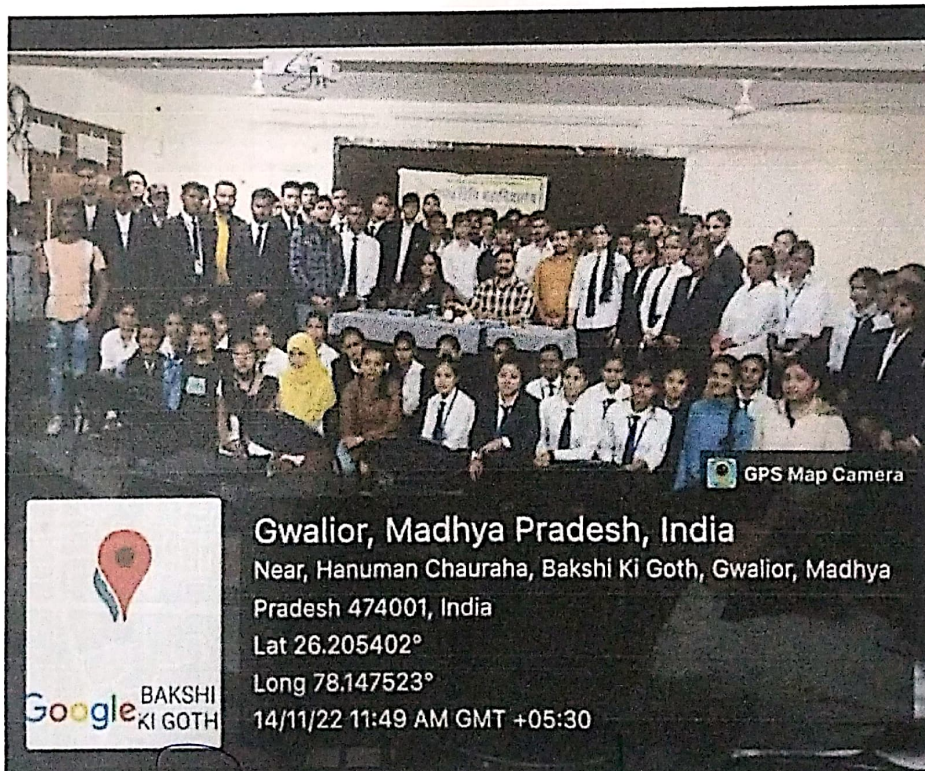 GPS Map Camera
Gwalior, Madhya Pradesh, India
Near, Hanuman Chauraha, Bakshi Ki Goth, Gwalior, Madhya
Pradesh 474001, India
Lat 26.205402°
Long 78.147523°
14/11/22 11:49 AM GMT +05:30
Google
BAKSHI
KI GOTH